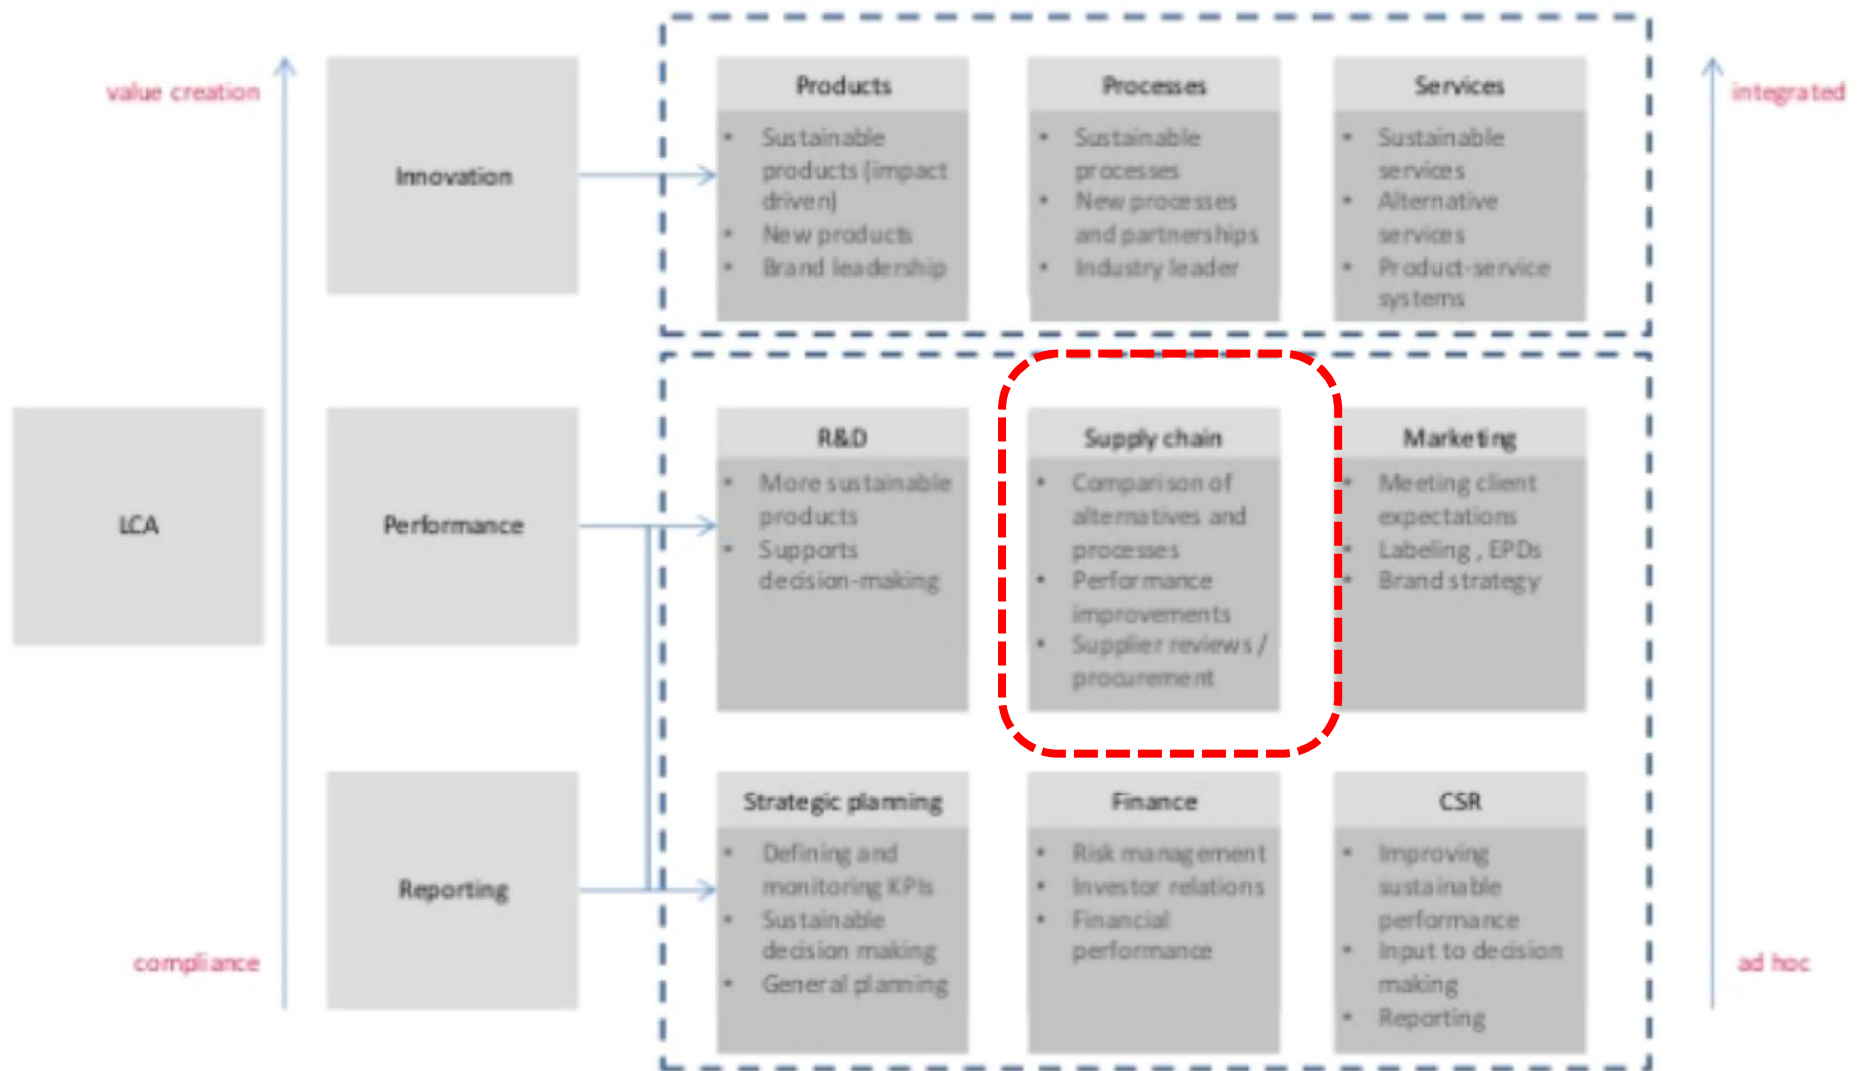 value creation
integrated
Innovation
Products
• Sustainable
products (impact
driven)
• New products
• Brand leadership
Processes
• Sustainable
processes
• New processes
and partnerships
• Industry leader
Services
• Sustainable
services
• Alternative
services
• Product-service
systems
LCA
Performance
R&D
• More sustainable
products
• Supports
decision-making
Supply chain
• Comparison of
alternatives and
processes
• Performance
improvements
• Supplier reviews /
procurement
Marketing
• Meeting client
expectations
• Labeling , EPDs
• Brand strategy
Reporting
Strategic planning
• Defining and
monitoring KPIs
• Sustainable
decision making
• General planning
Finance
• Risk management
• Investor relations
• Financial
performance
CSR
• Improving
sustainable
performance
• Input to decision
making
• Reporting
compliance
ad hoc